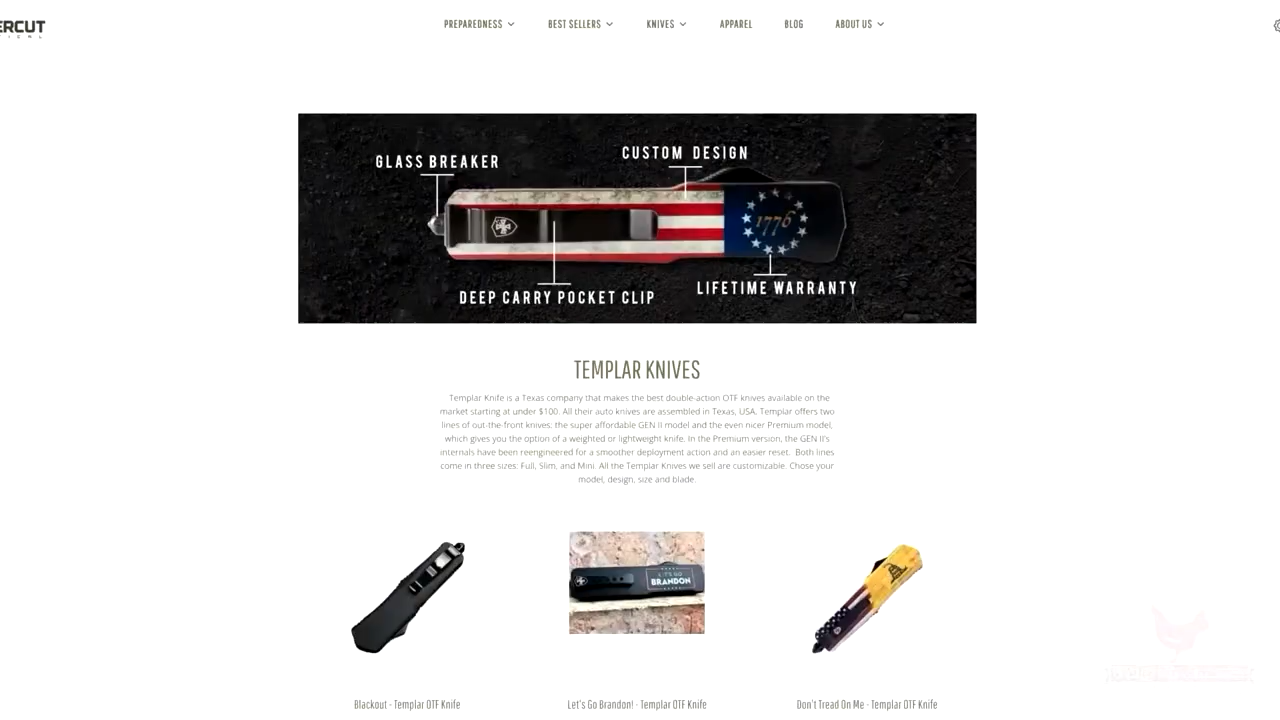 ERCUT
PREPAREDNESS BEST SELLERS KNIVES APPAREL BLOG ABOUT US
GLASS BREAKER
CUSTOM DESIGN
1776
DEEP CARRY POCKET CLIP
LIFETIME WARRANTY
TEMPLAR KNIVES
Templar Knife is a Texas company that makes the best double-action OTF knives available on the
market starting at under $100. All their auto knives are assembled in Texas, USA. Templar offers two
lines of out-the-front knives: the super affordable GEN II model and the even nicer Premium model,
which gives you the option of a weighted or lightweight knife. In the Premium version, the GEN II's
internals have been reengineered for a smoother deployment action and an easier reset. Both lines
come in three sizes: Full, Slim, and Mini. All the Templar Knives we sell are customizable. Chose your
model, design, size and blade.
LET'S GO
BRANDON
Blackout - Templar OTF Knife
Let's Go Brandon! - Templar OTF Knife
Don't Tread On Me - Templar OTF Knife